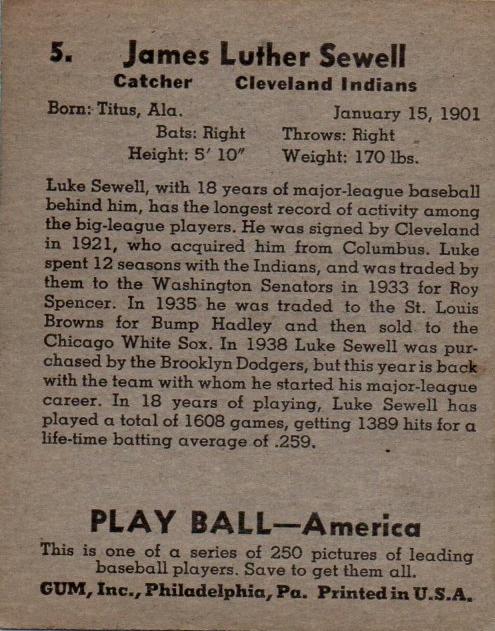 5. James Luther Sewell
Catcher Cleveland Indians
Born: Titus, Ala. January 15, 1901
Bats: Right Throws: Right
Height: 5′ 10″ Weight: 170 lbs.
Luke Sewell, with 18 years of major-league baseball
behind him, has the longest record of activity among
the big-league players. He was signed by Cleveland
in 1921, who acquired him from Columbus. Luke
spent 12 seasons with the Indians, and was traded by
them to the Washington Senators in 1933 for Roy
Spencer. In 1935 he was traded to the St. Louis
Browns for Bump Hadley and then sold to the
Chicago White Sox. In 1938 Luke Sewell was pur-
chased by the Brooklyn Dodgers, but this year is back
with the team with whom he started his major-league
career. In 18 years of playing, Luke Sewell has
played a total of 1608 games, getting 1389 hits for a
life-time batting average of .259.
PLAY BALL—America
This is one of a series of 250 pictures of leading
baseball players. Save to get them all.
GUM, Inc., Philadelphia, Pa. Printed in U.S.A.